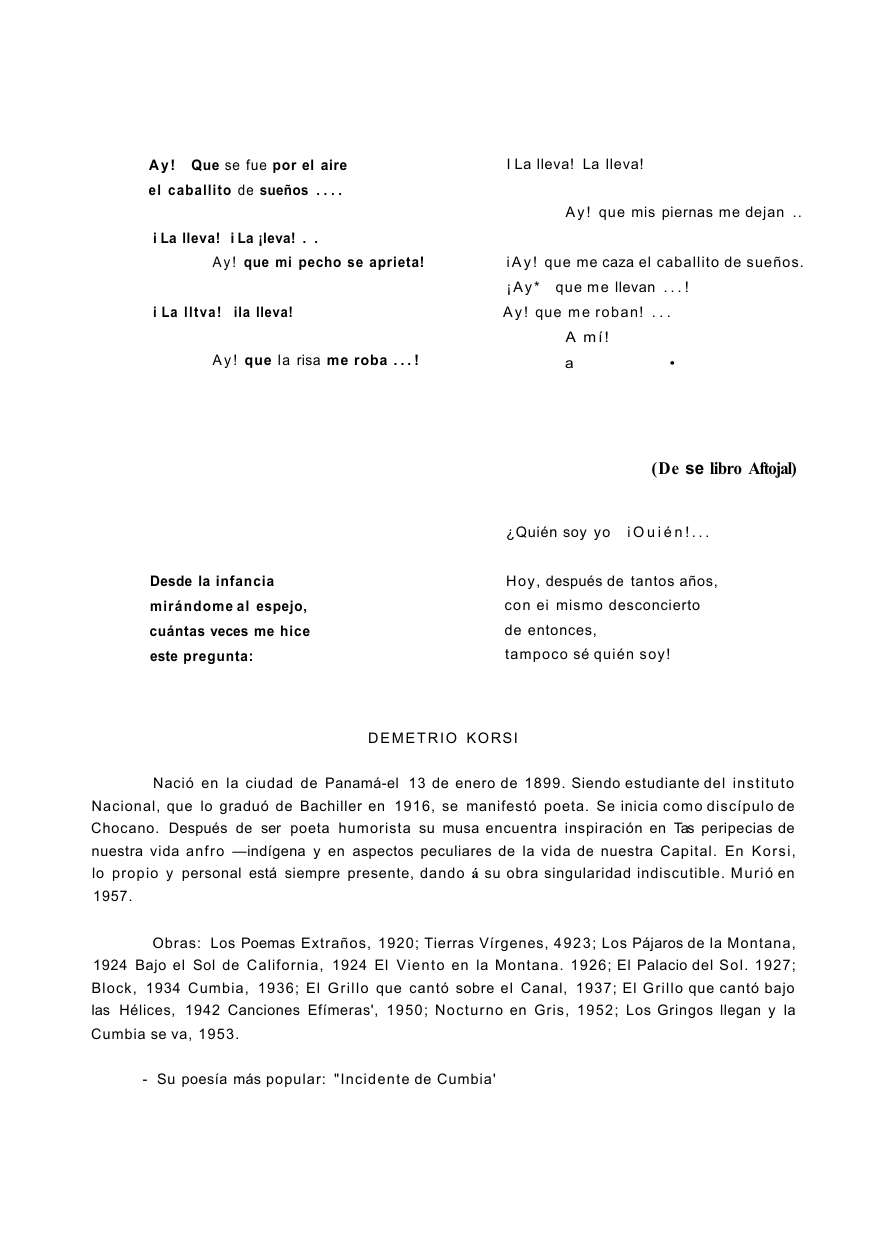 Ay! Que se fue por el aire
el caballito de sueños . . . .
¡ La lleva! ¡ La ¡leva! . .
Ay! que mi pecho se aprieta!
¡ La lltva! ¡la lleva!
Ay! que la risa me roba . . . !
I La lleva! La lleva!
Ay! que mis piernas me dejan . .
¡Ay! que me caza el caballito de sueños.
¡Ay* que me llevan . . . !
Ay! que me roban! . . .
A mí!
a •
(De se libro Aftojal)
Desde la infancia
mirándome al espejo,
cuántas veces me hice
este pregunta:
¿Quién soy yo ¡Ouién!...
Hoy, después de tantos años,
con ei mismo desconcierto
de entonces,
tampoco sé quién soy!
DEMETRIO KORSI
Nació en la ciudad de Panamá-el 13 de enero de 1899. Siendo estudiante del instituto
Nacional, que lo graduó de Bachiller en 1916, se manifestó poeta. Se inicia como discípulo de
Chocano. Después de ser poeta humorista su musa encuentra inspiración en Tas peripecias de
nuestra vida anfro —indígena y en aspectos peculiares de la vida de nuestra Capital. En Korsi,
lo propio y personal está siempre presente, dando á su obra singularidad indiscutible. Murió en
1957.
Obras: Los Poemas Extraños, 1920; Tierras Vírgenes, 4923; Los Pájaros de la Montana,
1924 Bajo el Sol de California, 1924 El Viento en la Montana. 1926; El Palacio del Sol. 1927;
Block, 1934 Cumbia, 1936; El Grillo que cantó sobre el Canal, 1937; El Grillo que cantó bajo
las Hélices, 1942 Canciones Efímeras', 1950; Nocturno en Gris, 1952; Los Gringos llegan y la
Cumbia se va, 1953.
- Su poesía más popular: "Incidente de Cumbia'